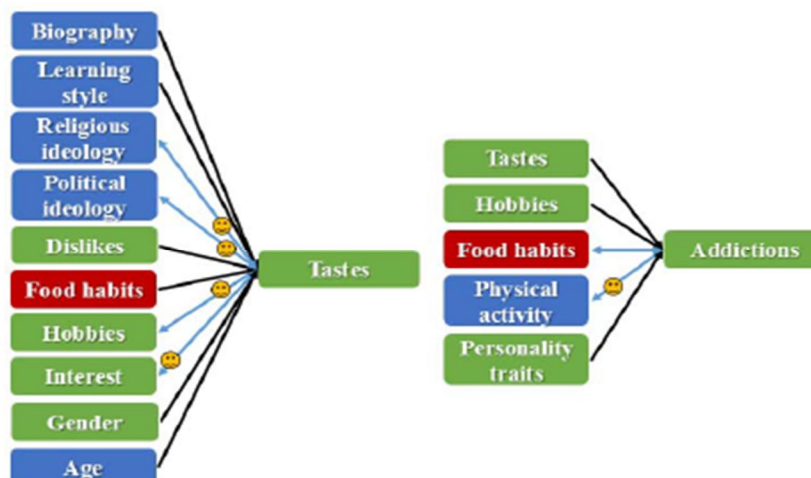 Biography
Learning
style
Religious
ideology
Political
ideology
Dislikes
Food habits
Hobbies
Interest
Gender
Age
Tastes
Tastes
Hobbies
Food habits
Physical
activity
Personality
traits
Addictions